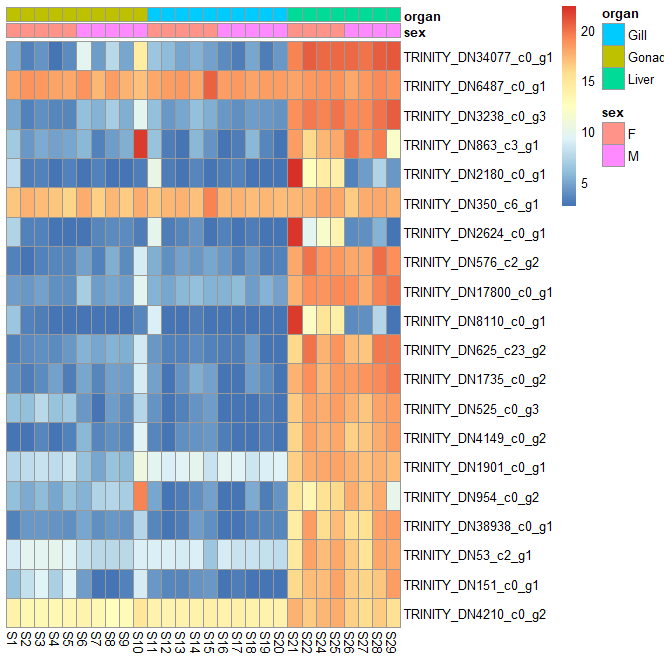 organ
sex
TRINITY_DN34077_c0_g1
TRINITY_DN6487_c0_g1
TRINITY_DN3238_c0_g3
TRINITY_DN863_c3_g1
TRINITY_DN2180_c0_g1
TRINITY_DN350_c6_g1
TRINITY_DN2624_c0_g1
TRINITY_DN576_c2_g2
TRINITY_DN17800_c0_g1
TRINITY_DN8110_c0_g1
TRINITY_DN625_c23_g2
TRINITY_DN1735_c0_g2
TRINITY_DN525_c0_g3
TRINITY_DN4149_c0_g2
TRINITY_DN1901_c0_g1
TRINITY_DN954_c0_g2
TRINITY_DN38938_c0_g1
TRINITY_DN53_c2_g1
TRINITY_DN151_c0_g1
TRINITY_DN4210_c0_g2
S1
S2
S3
S4
S5
S6
S7
S8
S9
S10
S11
S12
S13
S14
S15
S16
S17
S18
S19
S20
S21
S22
S24
S25
S26
S27
S28
S29
20
15
10
5
organ
Gill
Gonad
Liver
sex
F
M